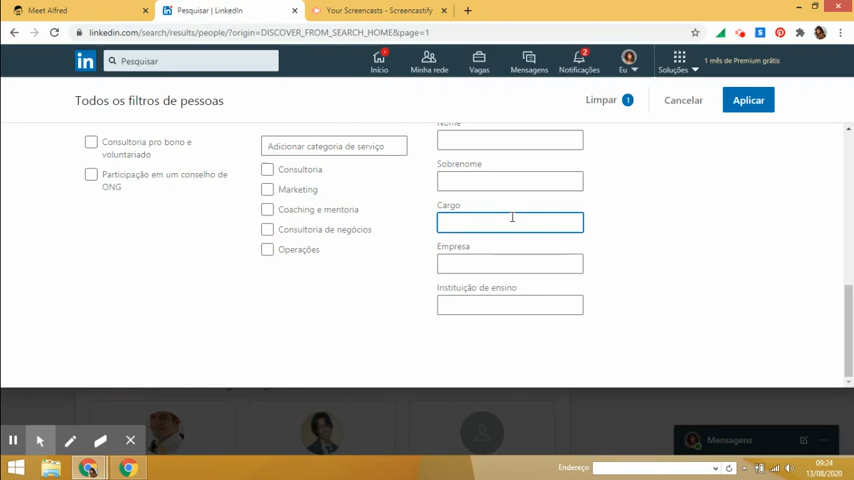 Meet Alfred
Pesquisar | LinkedIn
Your Screencasts - Screencastify
linkedin.com/search/results/people/?origin=DISCOVER_FROM_SEARCH_HOME&page=1
in
Pesquisar
Início
Minha rede
Vagas
Mensagens
2
Notificações
Eu
Soluções
1 mês de Premium grátis
Todos os filtros de pessoas
Limpar 1
Cancelar
Aplicar
Consultoria pro bono e
voluntariado
Participação em um conselho de
ONG
Adicionar categoria de serviço
Consultoria
Marketing
Coaching e mentoria
Consultoria de negócios
Operações
Nome
Sobrenome
Cargo
Empresa
Instituição de ensino
Mensagens
Endereço
09:24
13/08/2020